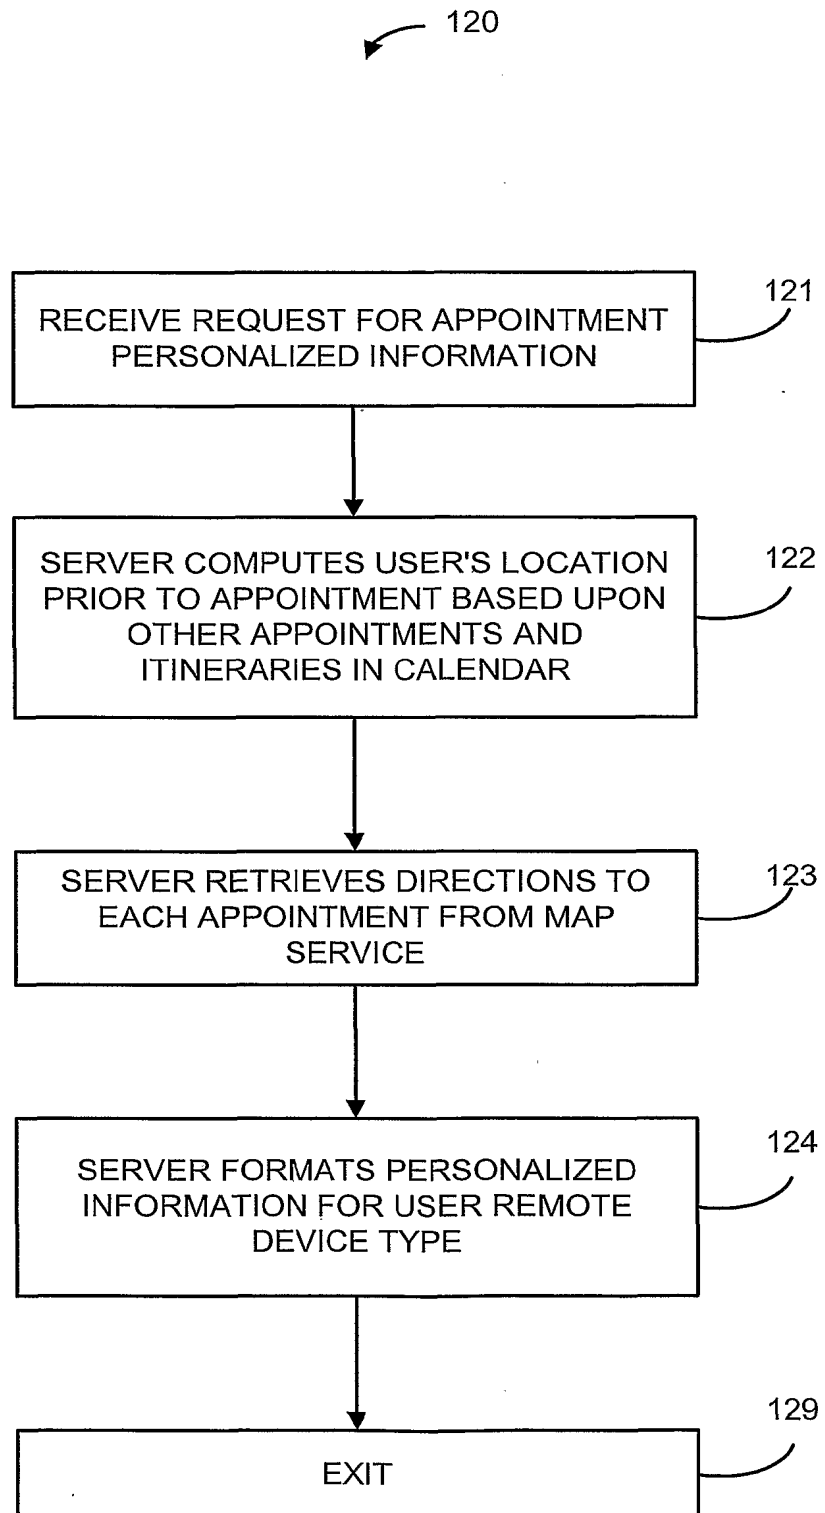 120
RECEIVE REQUEST FOR APPOINTMENT
PERSONALIZED INFORMATION
121
SERVER COMPUTES USER'S LOCATION
PRIOR TO APPOINTMENT BASED UPON
OTHER APPOINTMENTS AND
ITINERARIES IN CALENDAR
122
SERVER RETRIEVES DIRECTIONS TO
EACH APPOINTMENT FROM MAP
SERVICE
123
SERVER FORMATS PERSONALIZED
INFORMATION FOR USER REMOTE
DEVICE TYPE
124
EXIT
129